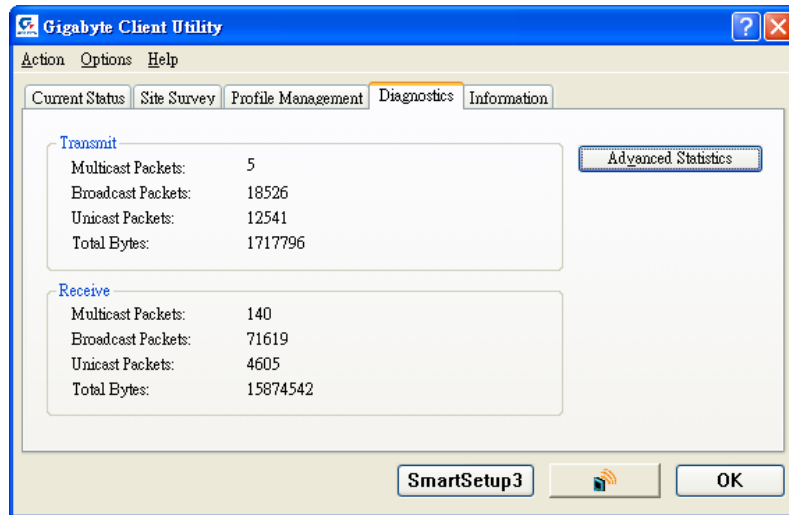 Gigabyte Client Utility
Action Options Help
Current Status Site Survey Profile Management Diagnostics Information
Transmit
Multicast Packets: 5
Broadcast Packets: 18526
Unicast Packets: 12541
Total Bytes: 1717796
Advanced Statistics
Receive
Multicast Packets: 140
Broadcast Packets: 71619
Unicast Packets: 4605
Total Bytes: 15874542
SmartSetup3 OK